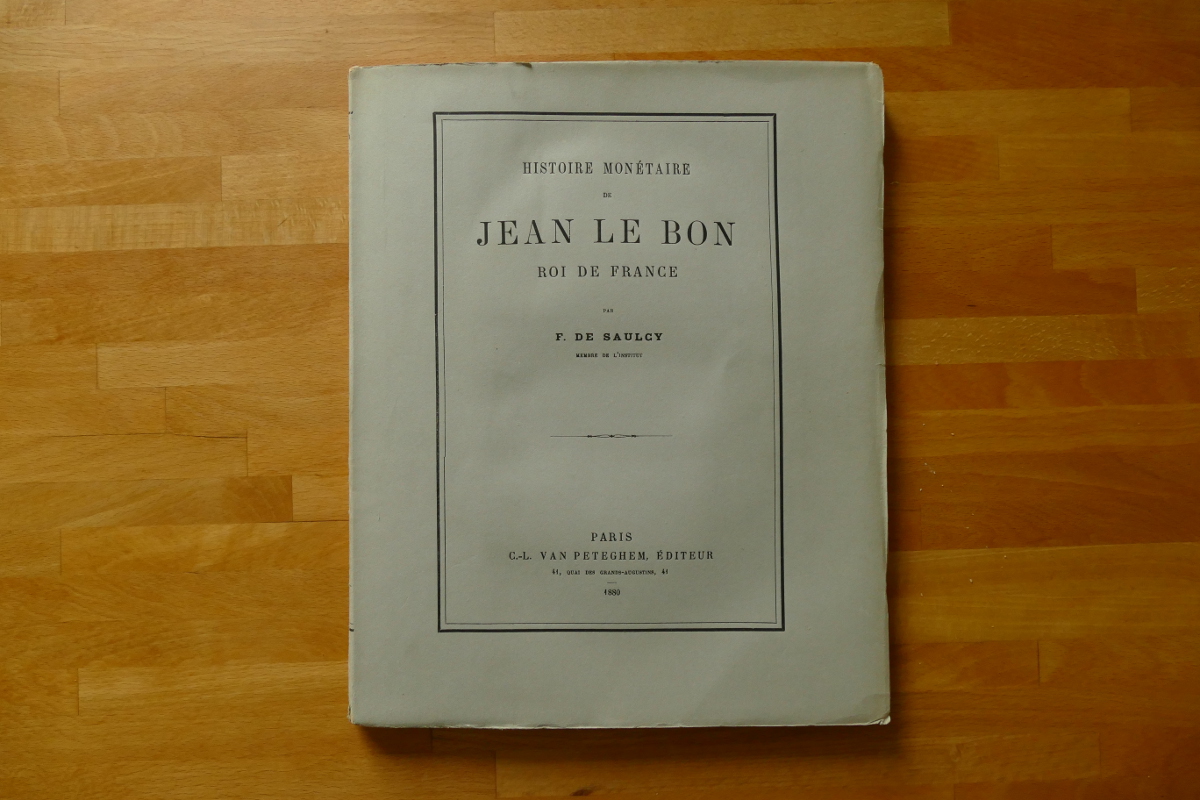 HISTOIRE MONÉTAIRE
DE
JEAN LE BON
ROI DE FRANCE
PAR
F. DE SAULCY
MEMBRE DE L'INSTITUT
PARIS
C.-L. VAN PETEGHEM, ÉDITEUR
41, QUAI DES GRANDS-AUGUSTINS, 41
1880